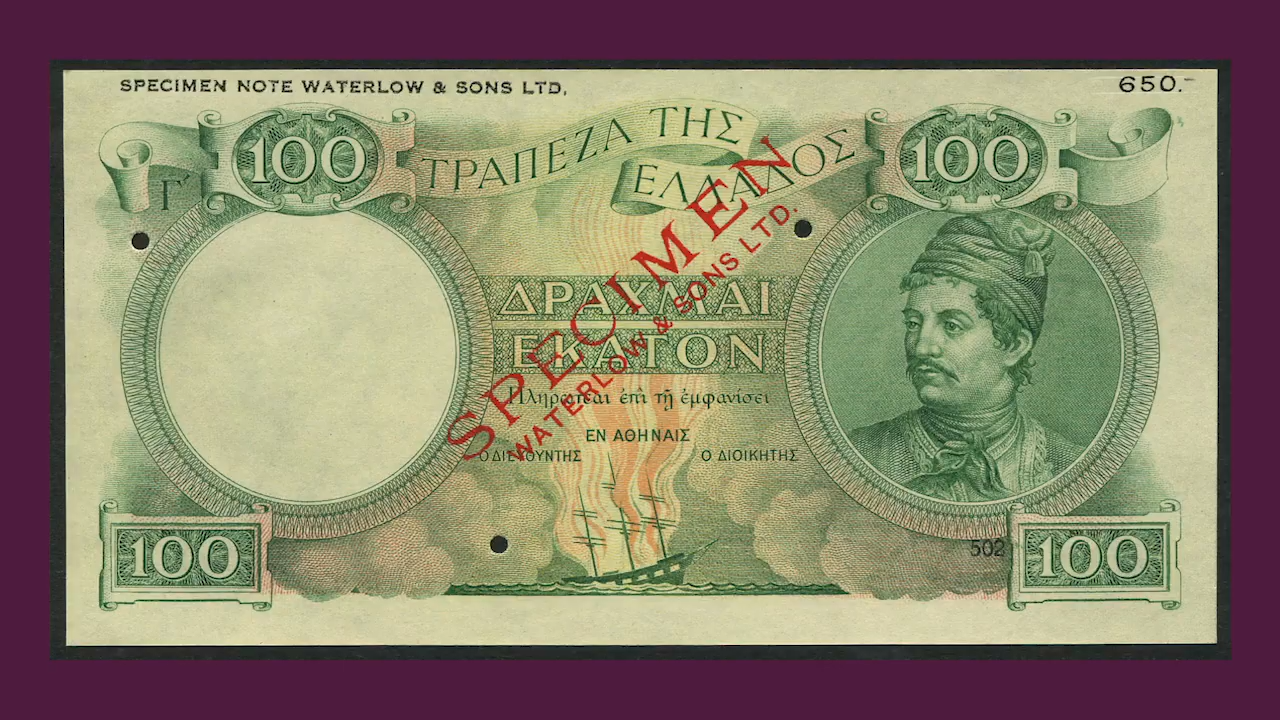 SPECIMEN NOTE WATERLOW & SONS LTD,
650.-
100
ΤΡΑΠΕΖΑ ΤΗΣ
ΕΛΛΑΔΟΣ
100
Γ'
SPECIMEN
WATERLOW & SONS LTD.
ΔΡΑΧΜΑΙ
ΕΚΑΤΟΝ
Πληρωτέαι ἐπὶ τῇ ἐμφανίσει
ΕΝ ΑΘΗΝΑΙΣ
Ο ΔΙΕΥΘΥΝΤΗΣ
Ο ΔΙΟΙΚΗΤΗΣ
100
502
100